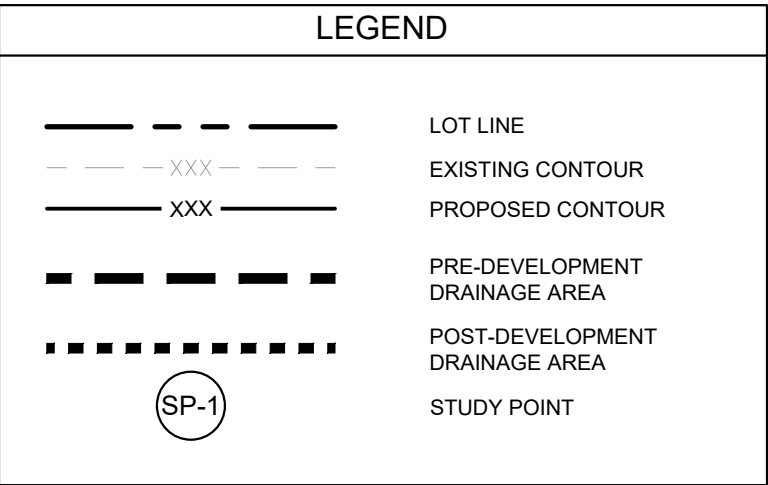 LEGEND
LOT LINE
XXX EXISTING CONTOUR
XXX PROPOSED CONTOUR
PRE-DEVELOPMENT
DRAINAGE AREA
POST-DEVELOPMENT
DRAINAGE AREA
SP-1 STUDY POINT